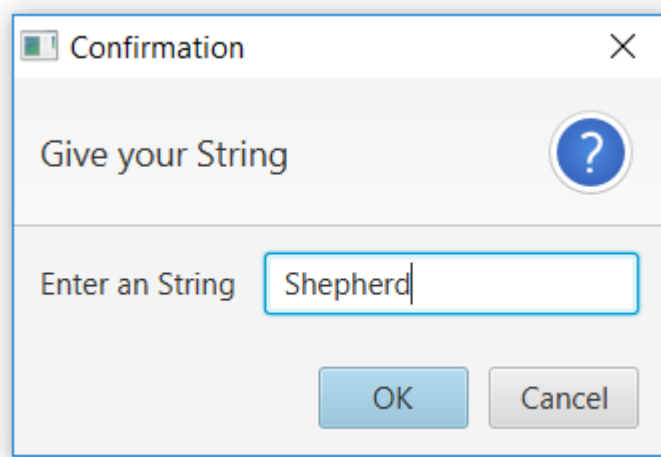 Confirmation
Give your String
?
Enter an String Shepherd
OK Cancel